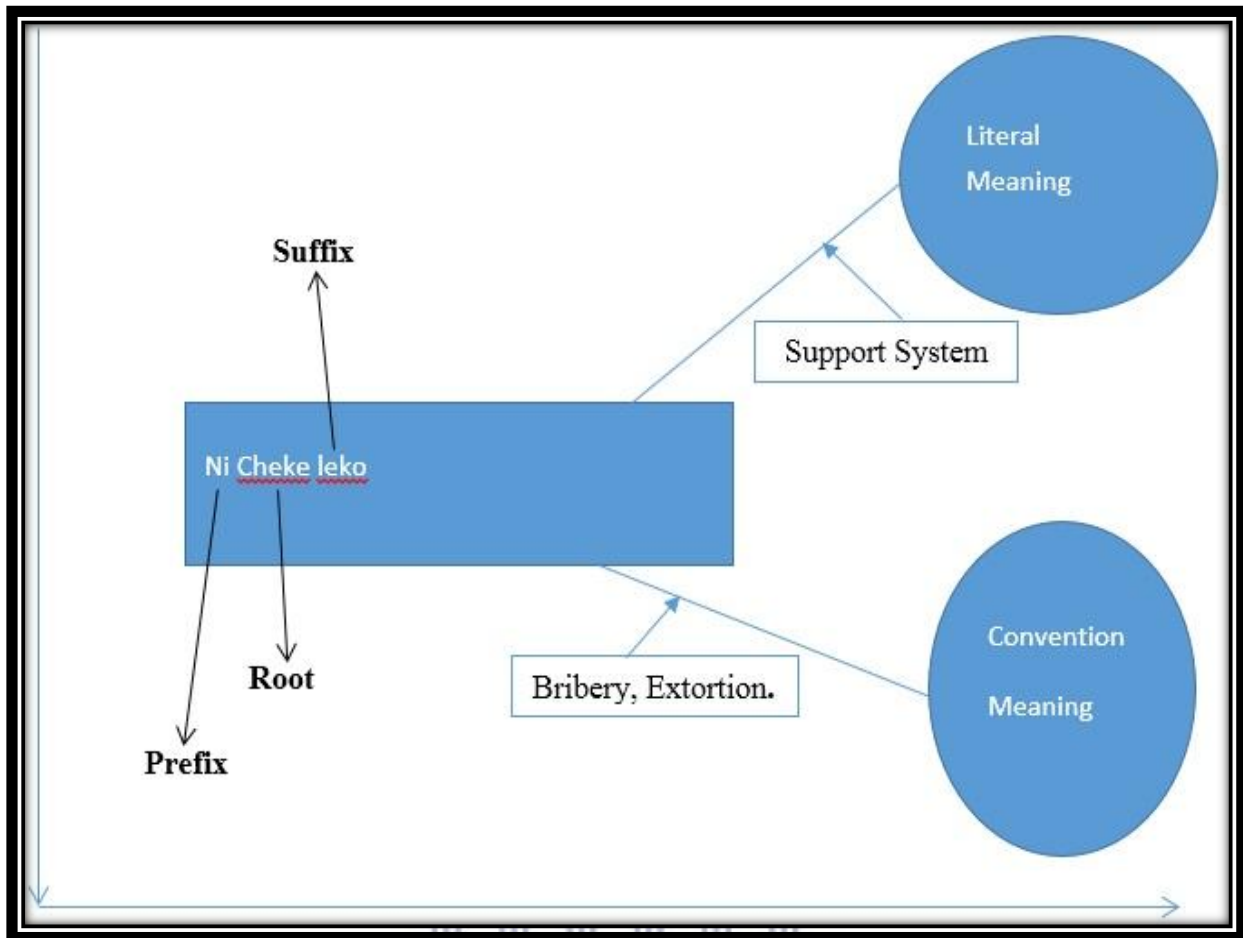 Literal
Meaning
Suffix
Support System
Ni Cheke leko
Convention
Meaning
Root
Bribery, Extortion.
Prefix